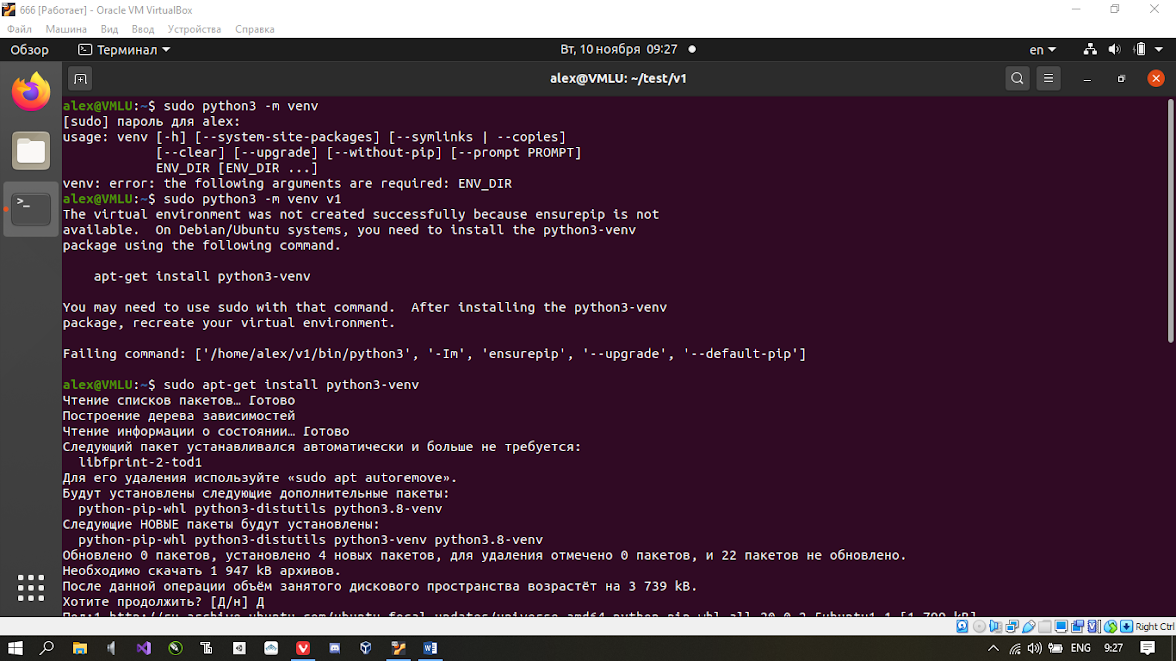 666 [Работает] - Oracle VM VirtualBox
Файл Машина Вид Ввод Устройства Справка
Обзор Терминал Вт, 10 ноября 09:27 en
alex@VMLU: ~/test/v1
alex@VMLU:~$ sudo python3 -m venv
[sudo] пароль для alex:
usage: venv [-h] [--system-site-packages] [--symlinks | --copies]
[--clear] [--upgrade] [--without-pip] [--prompt PROMPT]
ENV_DIR [ENV_DIR ...]
venv: error: the following arguments are required: ENV_DIR
alex@VMLU:~$ sudo python3 -m venv v1
The virtual environment was not created successfully because ensurepip is not
available.  On Debian/Ubuntu systems, you need to install the python3-venv
package using the following command.
apt-get install python3-venv
You may need to use sudo with that command.  After installing the python3-venv
package, recreate your virtual environment.
Failing command: ['/home/alex/v1/bin/python3', '-Im', 'ensurepip', '--upgrade', '--default-pip']
alex@VMLU:~$ sudo apt-get install python3-venv
Чтение списков пакетов… Готово
Построение дерева зависимостей
Чтение информации о состоянии… Готово
Следующий пакет устанавливался автоматически и больше не требуется:
libfprint-2-tod1
Для его удаления используйте «sudo apt autoremove».
Будут установлены следующие дополнительные пакеты:
python-pip-whl python3-distutils python3.8-venv
Следующие НОВЫЕ пакеты будут установлены:
python-pip-whl python3-distutils python3-venv python3.8-venv
Обновлено 0 пакетов, установлено 4 новых пакетов, для удаления отмечено 0 пакетов, и 22 пакетов не обновлено.
Необходимо скачать 1 947 kB архивов.
После данной операции объём занятого дискового пространства возрастёт на 3 739 kB.
Хотите продолжить? [Д/н] Д
Right Ctrl
ENG 9:27